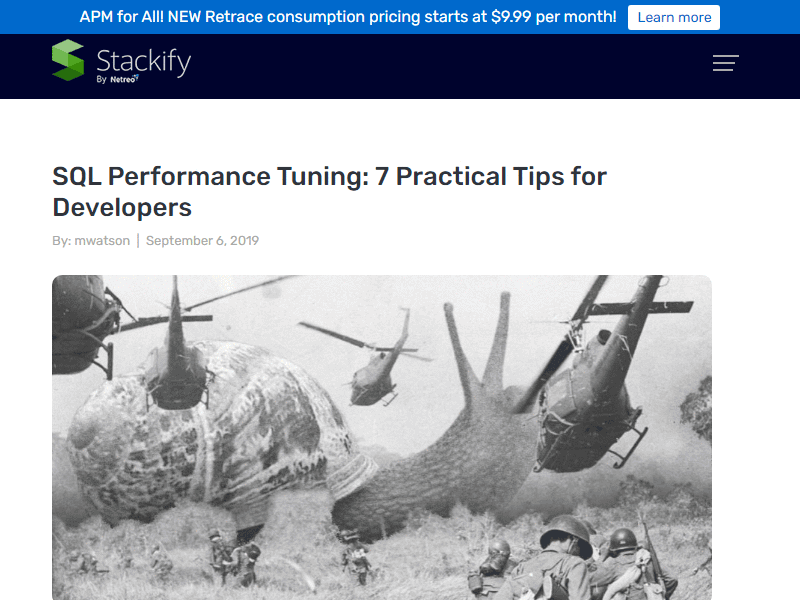 APM for All! NEW Retrace consumption pricing starts at $9.99 per month! Learn more
Stackify
By Netreo
SQL Performance Tuning: 7 Practical Tips for
Developers
By: mwatson | September 6, 2019